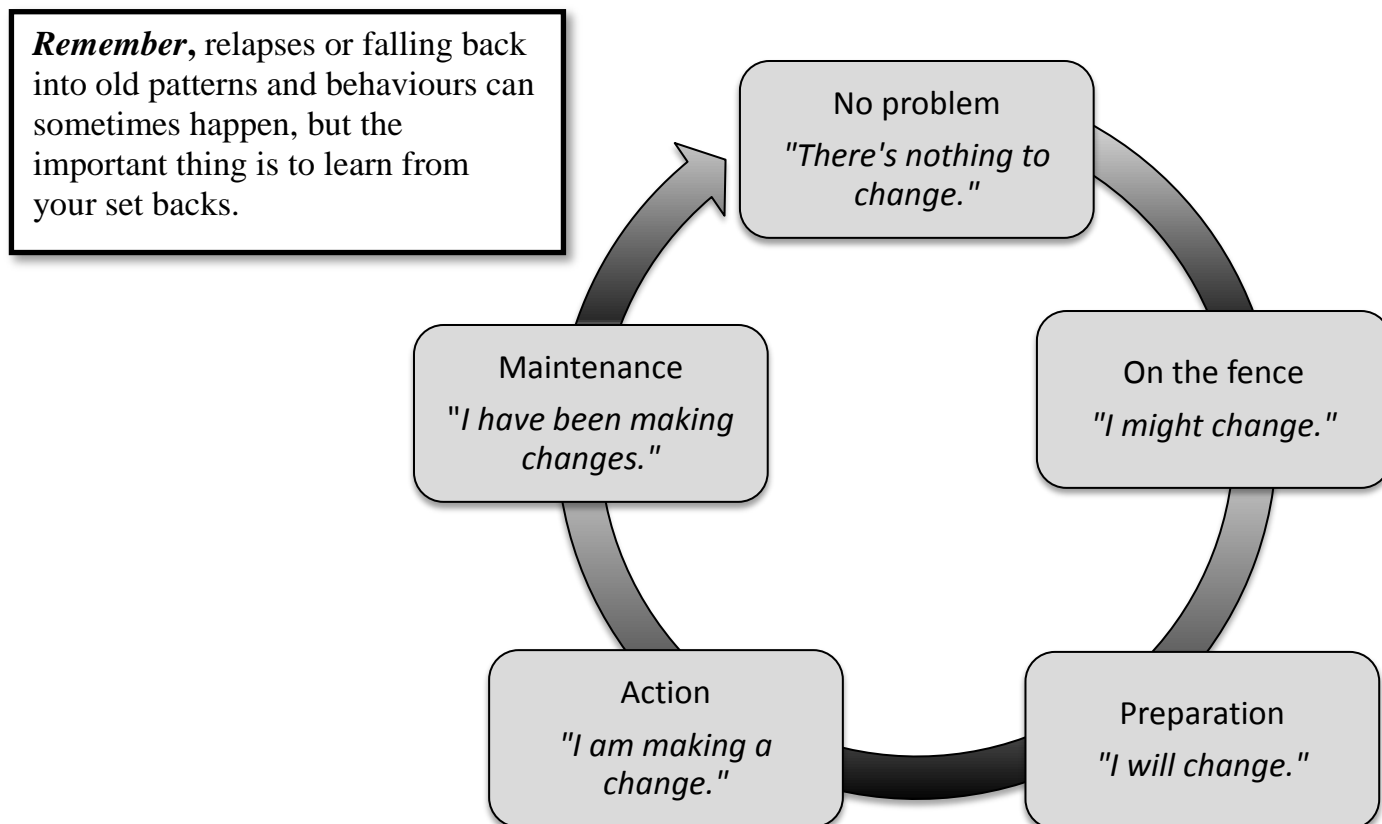 Remember, relapses or falling back
into old patterns and behaviours can
sometimes happen, but the
important thing is to learn from
your set backs.
No problem
"There's nothing to
change."
On the fence
"I might change."
Preparation
"I will change."
Action
"I am making a
change."
Maintenance
"I have been making
changes."